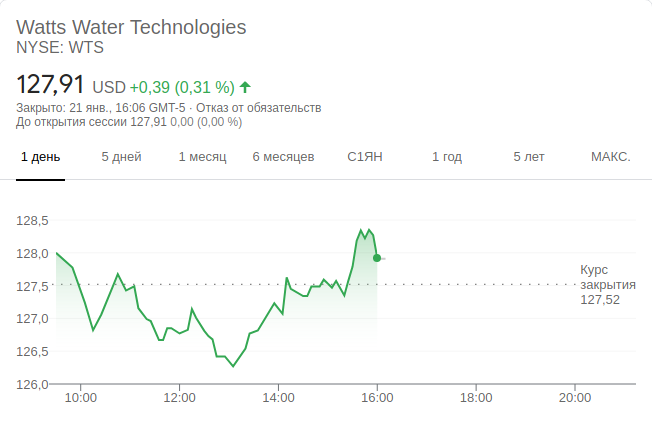 Watts Water Technologies
NYSE: WTS
127,91 USD +0,39 (0,31 %)
Закрыто: 21 янв., 16:06 GMT-5 · Отказ от обязательств
До открытия сессии 127,91 0,00 (0,00 %)
1 день 5 дней 1 месяц 6 месяцев С1ЯН 1 год 5 лет МАКС.
128,5
128,0
Курс
127,5 закрытия
127,52
127,0
126,5
126,0
10:00 12:00 14:00 16:00 18:00 20:00